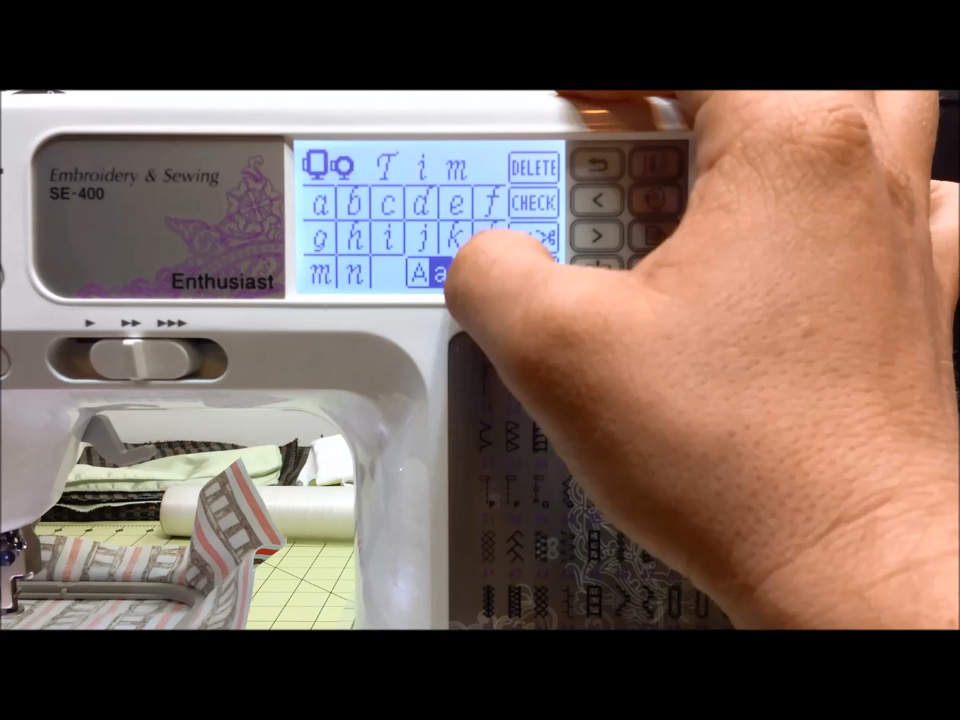 Embroidery & Sewing
SE-400
Enthusiast
T i m DELETE
a b c d e f CHECK
g h i j k
m n A a